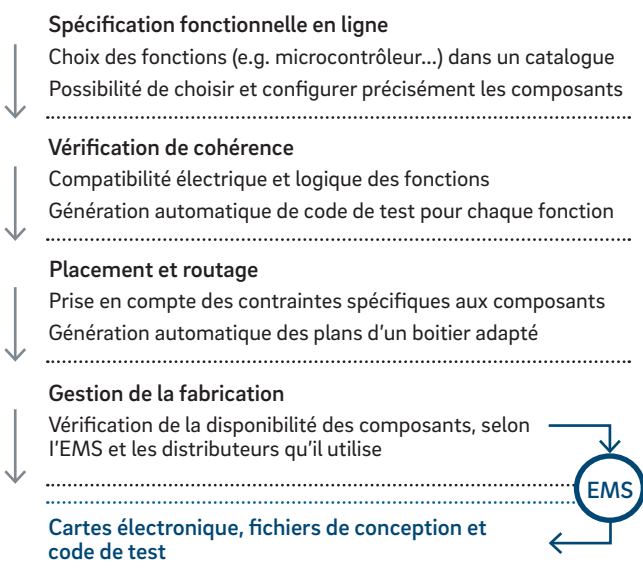 Spécification fonctionnelle en ligne
Choix des fonctions (e.g. microcontrôleur...) dans un catalogue
Possibilité de choisir et configurer précisément les composants
Vérification de cohérence
Compatibilité électrique et logique des fonctions
Génération automatique de code de test pour chaque fonction
Placement et routage
Prise en compte des contraintes spécifiques aux composants
Génération automatique des plans d'un boitier adapté
Gestion de la fabrication
Vérification de la disponibilité des composants, selon
l'EMS et les distributeurs qu'il utilise
EMS
Cartes électronique, fichiers de conception et
code de test